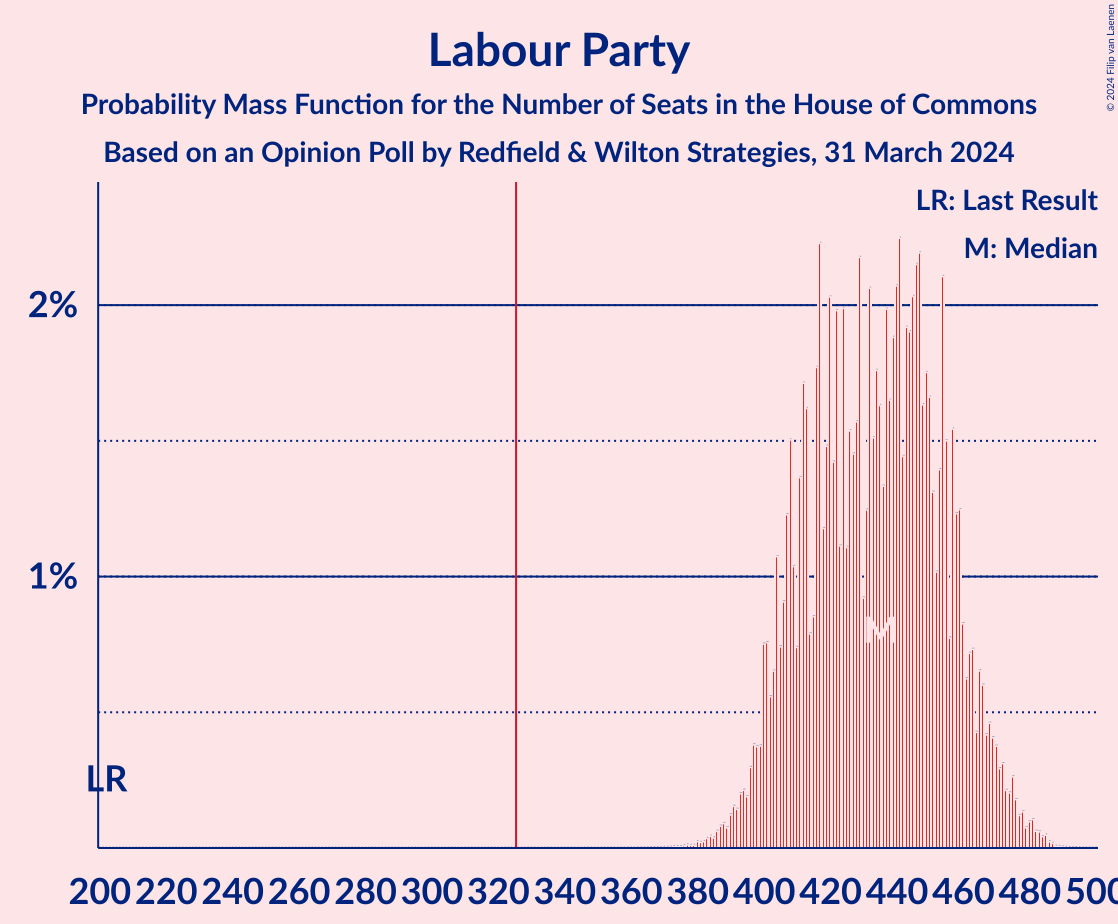 Labour Party
Probability Mass Function for the Number of Seats in the House of Commons
Based on an Opinion Poll by Redfield & Wilton Strategies, 31 March 2024
© 2024 Filip van Laenen
LR: Last Result
M: Median
2%
1%
M
LR
200 220 240 260 280 300 320 340 360 380 400 420 440 460 480 500